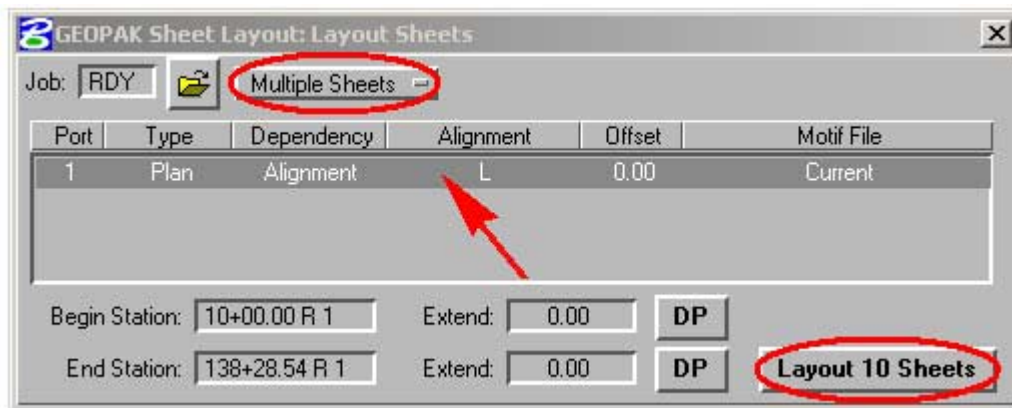 GEOPAK Sheet Layout: Layout Sheets
Job: RDY Multiple Sheets
Port Type Dependency Alignment Offset Motif File
1 Plan Alignment L 0.00 Current
Begin Station: 10+00.00 R 1 Extend: 0.00 DP
End Station: 138+28.54 R 1 Extend: 0.00 DP Layout 10 Sheets